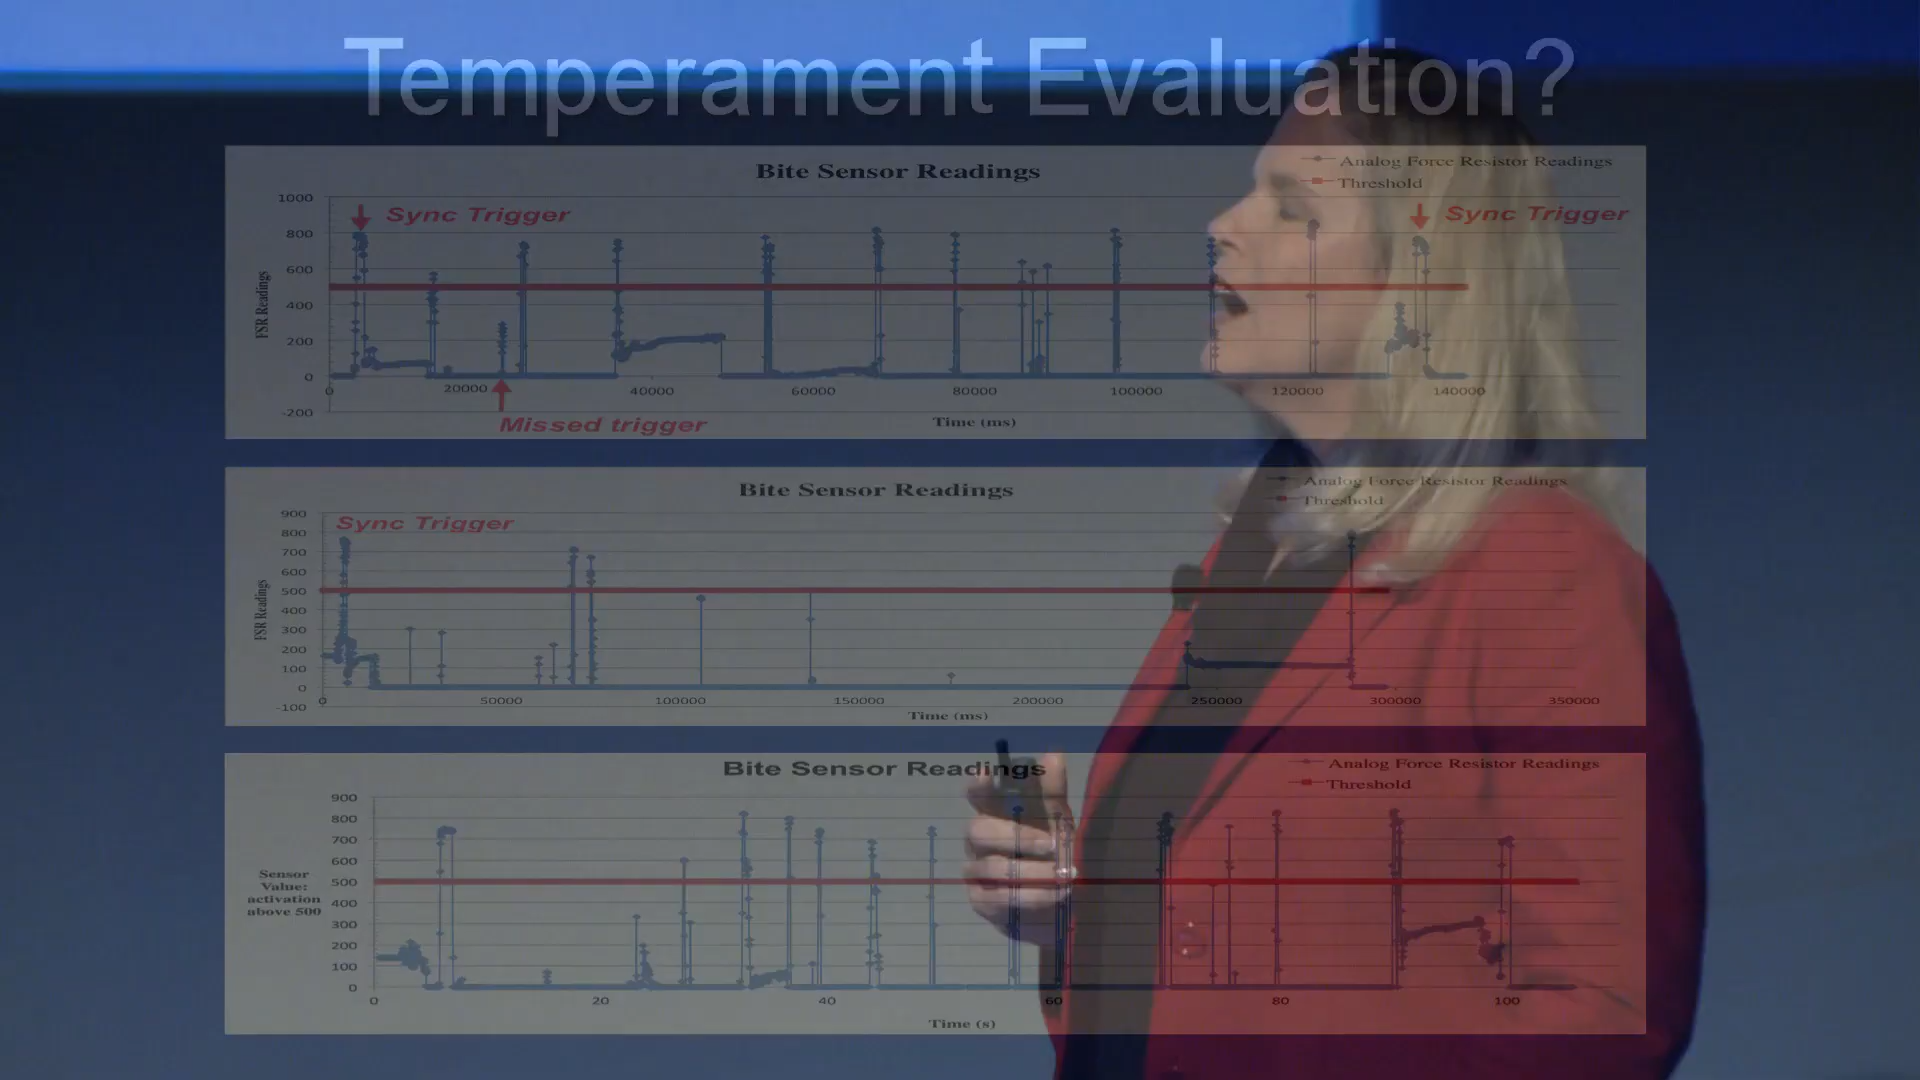 Temperament Evaluation?
Bite Sensor Readings
Analog Force Resistor Readings
Threshold
Sync Trigger
Sync Trigger
FSR Readings
1000
800
600
400
200
0
-200
0
20000
40000
60000
80000
100000
120000
140000
Time (ms)
Missed trigger
Bite Sensor Readings
Analog Force Resistor Readings
Threshold
Sync Trigger
FSR Readings
900
800
700
600
500
400
300
200
100
0
-100
0
50000
100000
150000
200000
250000
300000
350000
Time (ms)
Bite Sensor Readings
Analog Force Resistor Readings
Threshold
Sensor
Value:
activation
above 500
900
800
700
600
500
400
300
200
100
0
0
20
40
60
80
100
Time (s)